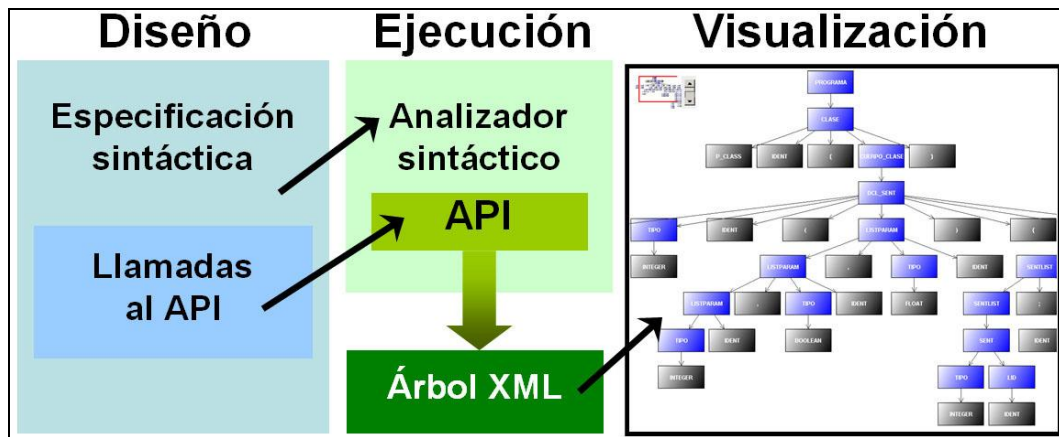 Diseño
Ejecución
Visualización
Especificación
sintáctica
Llamadas
al API
Analizador
sintáctico
API
Árbol XML
PROGRAMA
CLASE
P_CLASS IDENT { CUERPO_CLASE }
DCL_SENT
TIPO IDENT ( LISTPARAM ) {
INTEGER LISTPARAM , TIPO IDENT SENTLIST
LISTPARAM , TIPO IDENT FLOAT SENTLIST ;
TIPO IDENT BOOLEAN SENT IDENT
INTEGER TIPO LID
INTEGER IDENT